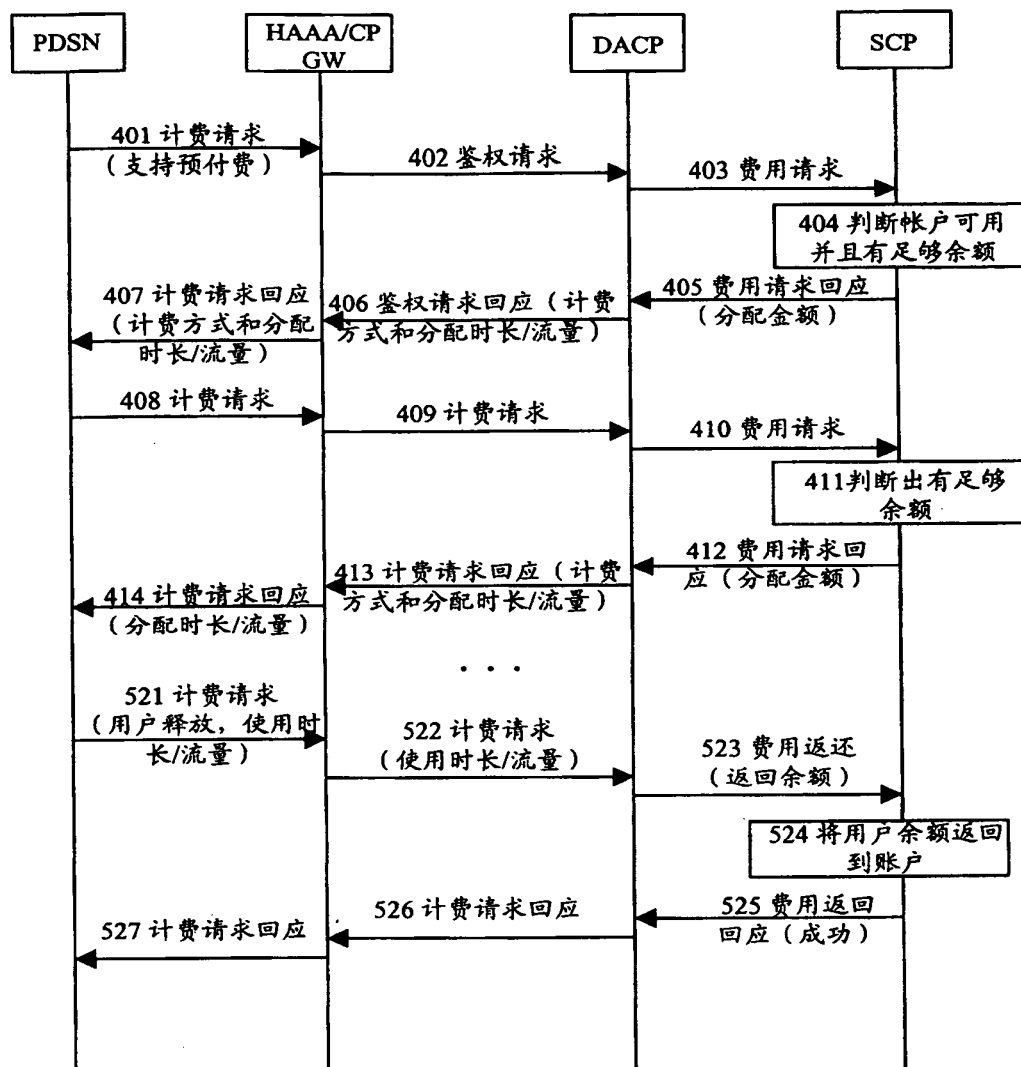 PDSN
HAAA/CP
GW
DACP
SCP
401 计费请求
（支持预付费）
402 鉴权请求
403 费用请求
404 判断帐户可用
并且有足够余额
405 费用请求回应
（分配金额）
406 鉴权请求回应（计费
方式和分配时长/流量）
407 计费请求回应
（计费方式和分配
时长/流量）
408 计费请求
409 计费请求
410 费用请求
411判断出有足够
余额
412 费用请求回
应（分配金额）
413 计费请求回应（计费
方式和分配时长/流量）
414 计费请求回应
（分配时长/流量）
· · ·
521 计费请求
（用户释放，使用时
长/流量）
522 计费请求
（使用时长/流量）
523 费用返还
（返回余额）
524 将用户余额返回
到账户
525 费用返回
回应（成功）
526 计费请求回应
527 计费请求回应